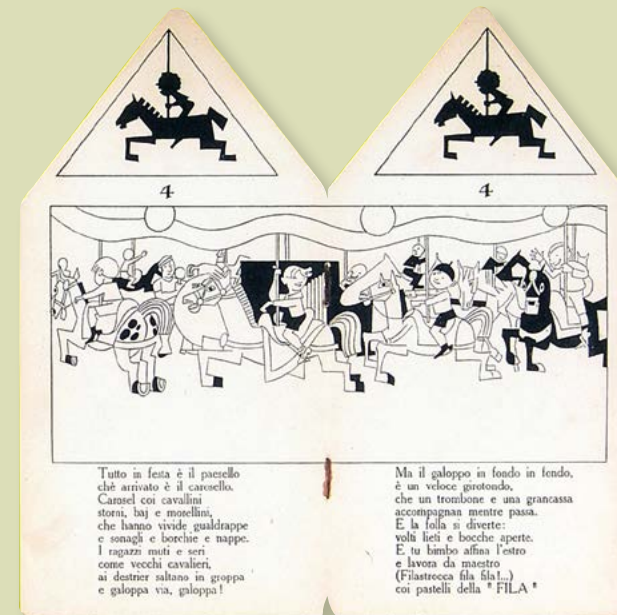 4
4
Tutto in festa è il paesello
chè arrivato è il carosello.
Carosel coi cavallini
storni, baj e morellini,
che hanno vivide gualdrappe
e sonagli e borchie e nappe.
I ragazzi muti e seri
come vecchi cavalieri,
ai destrier saltano in groppa
e galoppa via, galoppa!
Ma il galoppo in fondo in fondo,
è un veloce girotondo,
che un trombone e una grancassa
accompagnan mentre passa.
E la folla si diverte:
volti lieti e bocche aperte.
E tu bimbo affina l'estro
e lavora da maestro
(Filastrocca fila fila!...)
coi pastelli della " FILA "